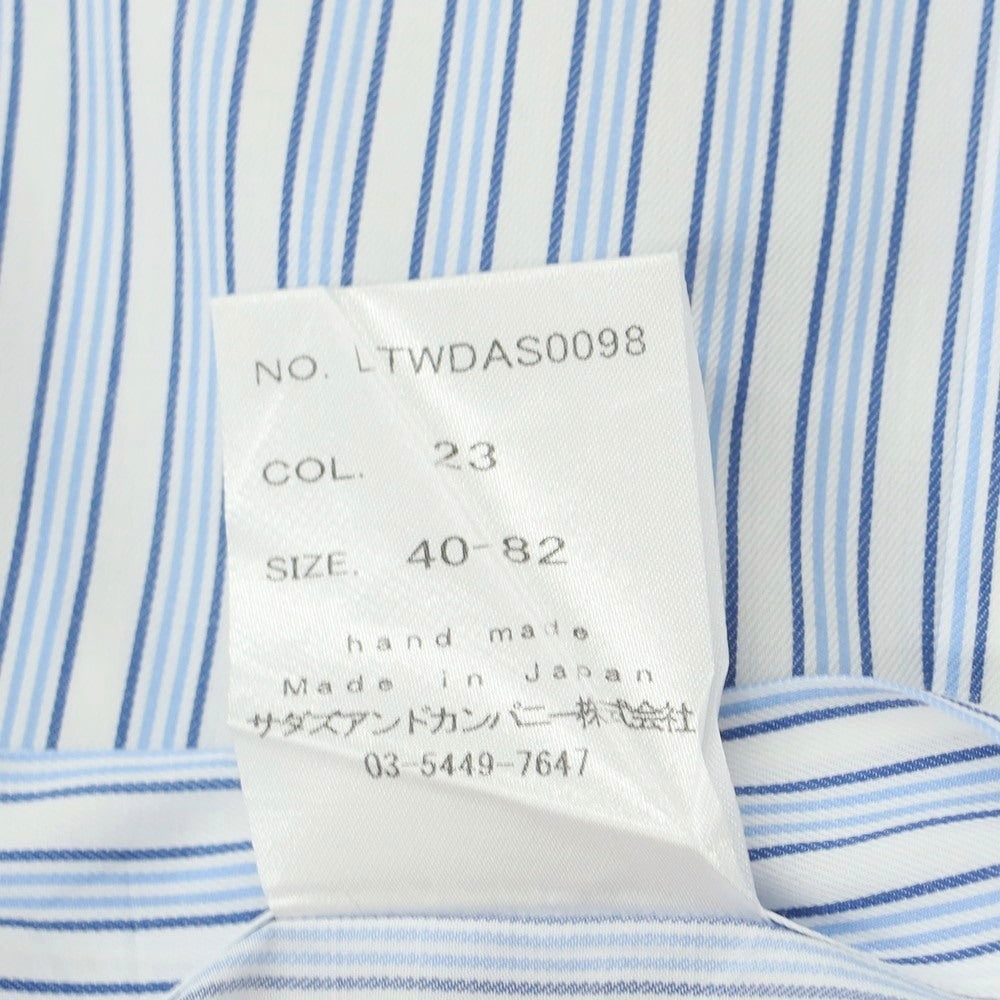 NO. LTWDAS0098
COL. 23
SIZE. 40-82
hand made
Made in Japan
サダズアンドカンパニー株式会社
03-5449-7647